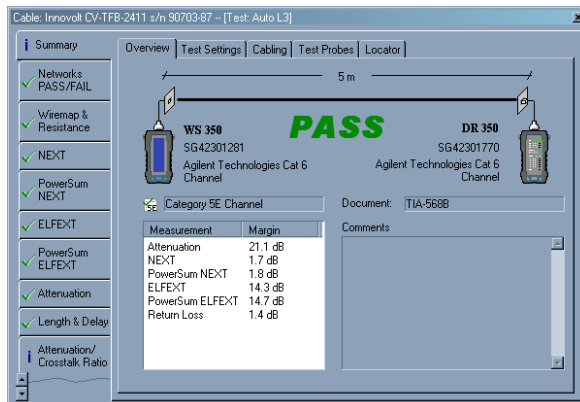 Cable: Innovolt CV-TFB-2411 s/n 90703-87 -- [Test: Auto L3]
i Summary
Networks
PASS/FAIL
Wiremap &
Resistance
NEXT
PowerSum
NEXT
ELFEXT
PowerSum
ELFEXT
Attenuation
Length & Delay
i Attenuation/
Crosstalk Ratio
Overview Test Settings Cabling Test Probes Locator
5 m
PASS
WS 350
SG42301281
Agilent Technologies Cat 6
Channel
DR 350
SG42301770
Agilent Technologies Cat 6
Channel
5E Category 5E Channel
Document: TIA-568B
Measurement Margin
Attenuation 21.1 dB
NEXT 1.7 dB
PowerSum NEXT 1.8 dB
ELFEXT 14.3 dB
PowerSum ELFEXT 14.7 dB
Return Loss 1.4 dB
Comments